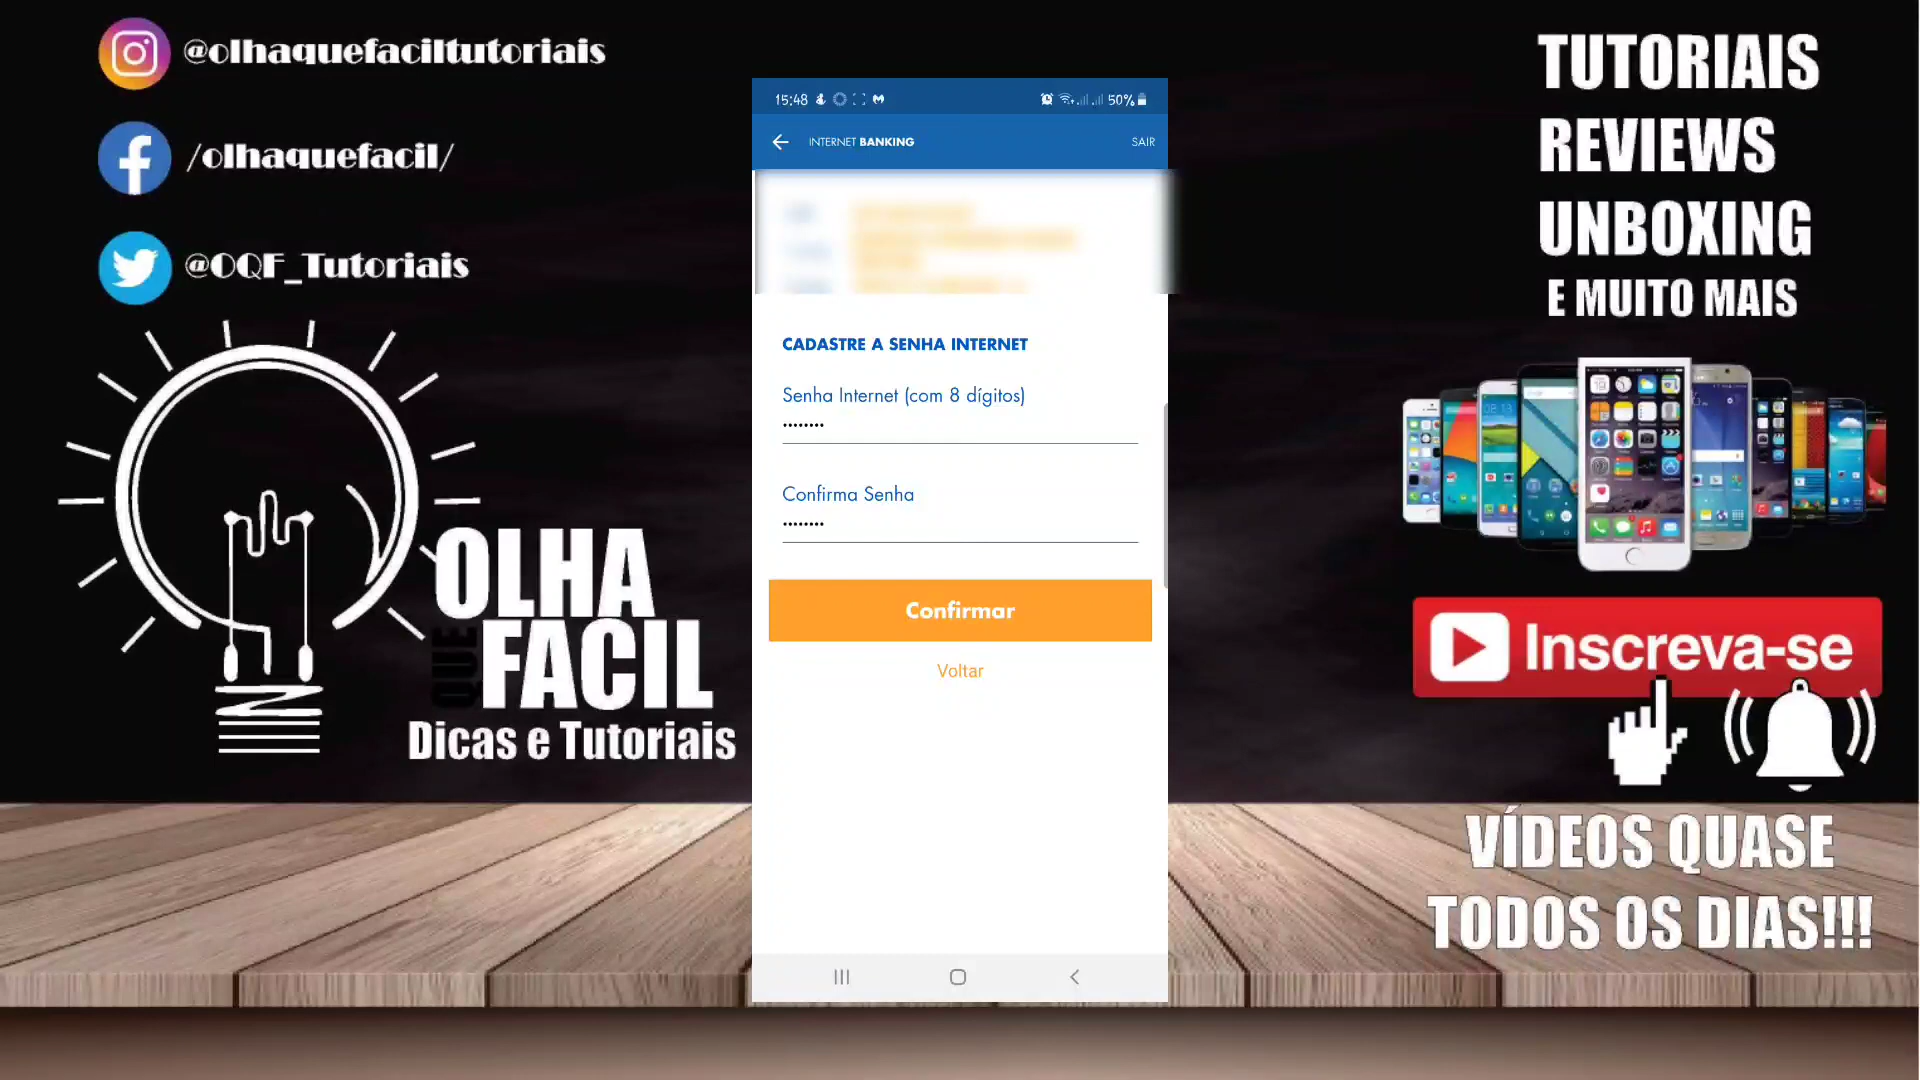 @olhaquefaciltutoriais
/olhaquefacil/
@OQF_Tutoriais
OLHA
QUE
FACIL
Dicas e Tutoriais
15:48
50%
INTERNET BANKING
SAIR
CADASTRE A SENHA INTERNET
Senha Internet (com 8 dígitos)
••••••••
Confirma Senha
••••••••
Confirmar
Voltar
TUTORIAIS
REVIEWS
UNBOXING
E MUITO MAIS
Inscreva-se
VÍDEOS QUASE
TODOS OS DIAS!!!